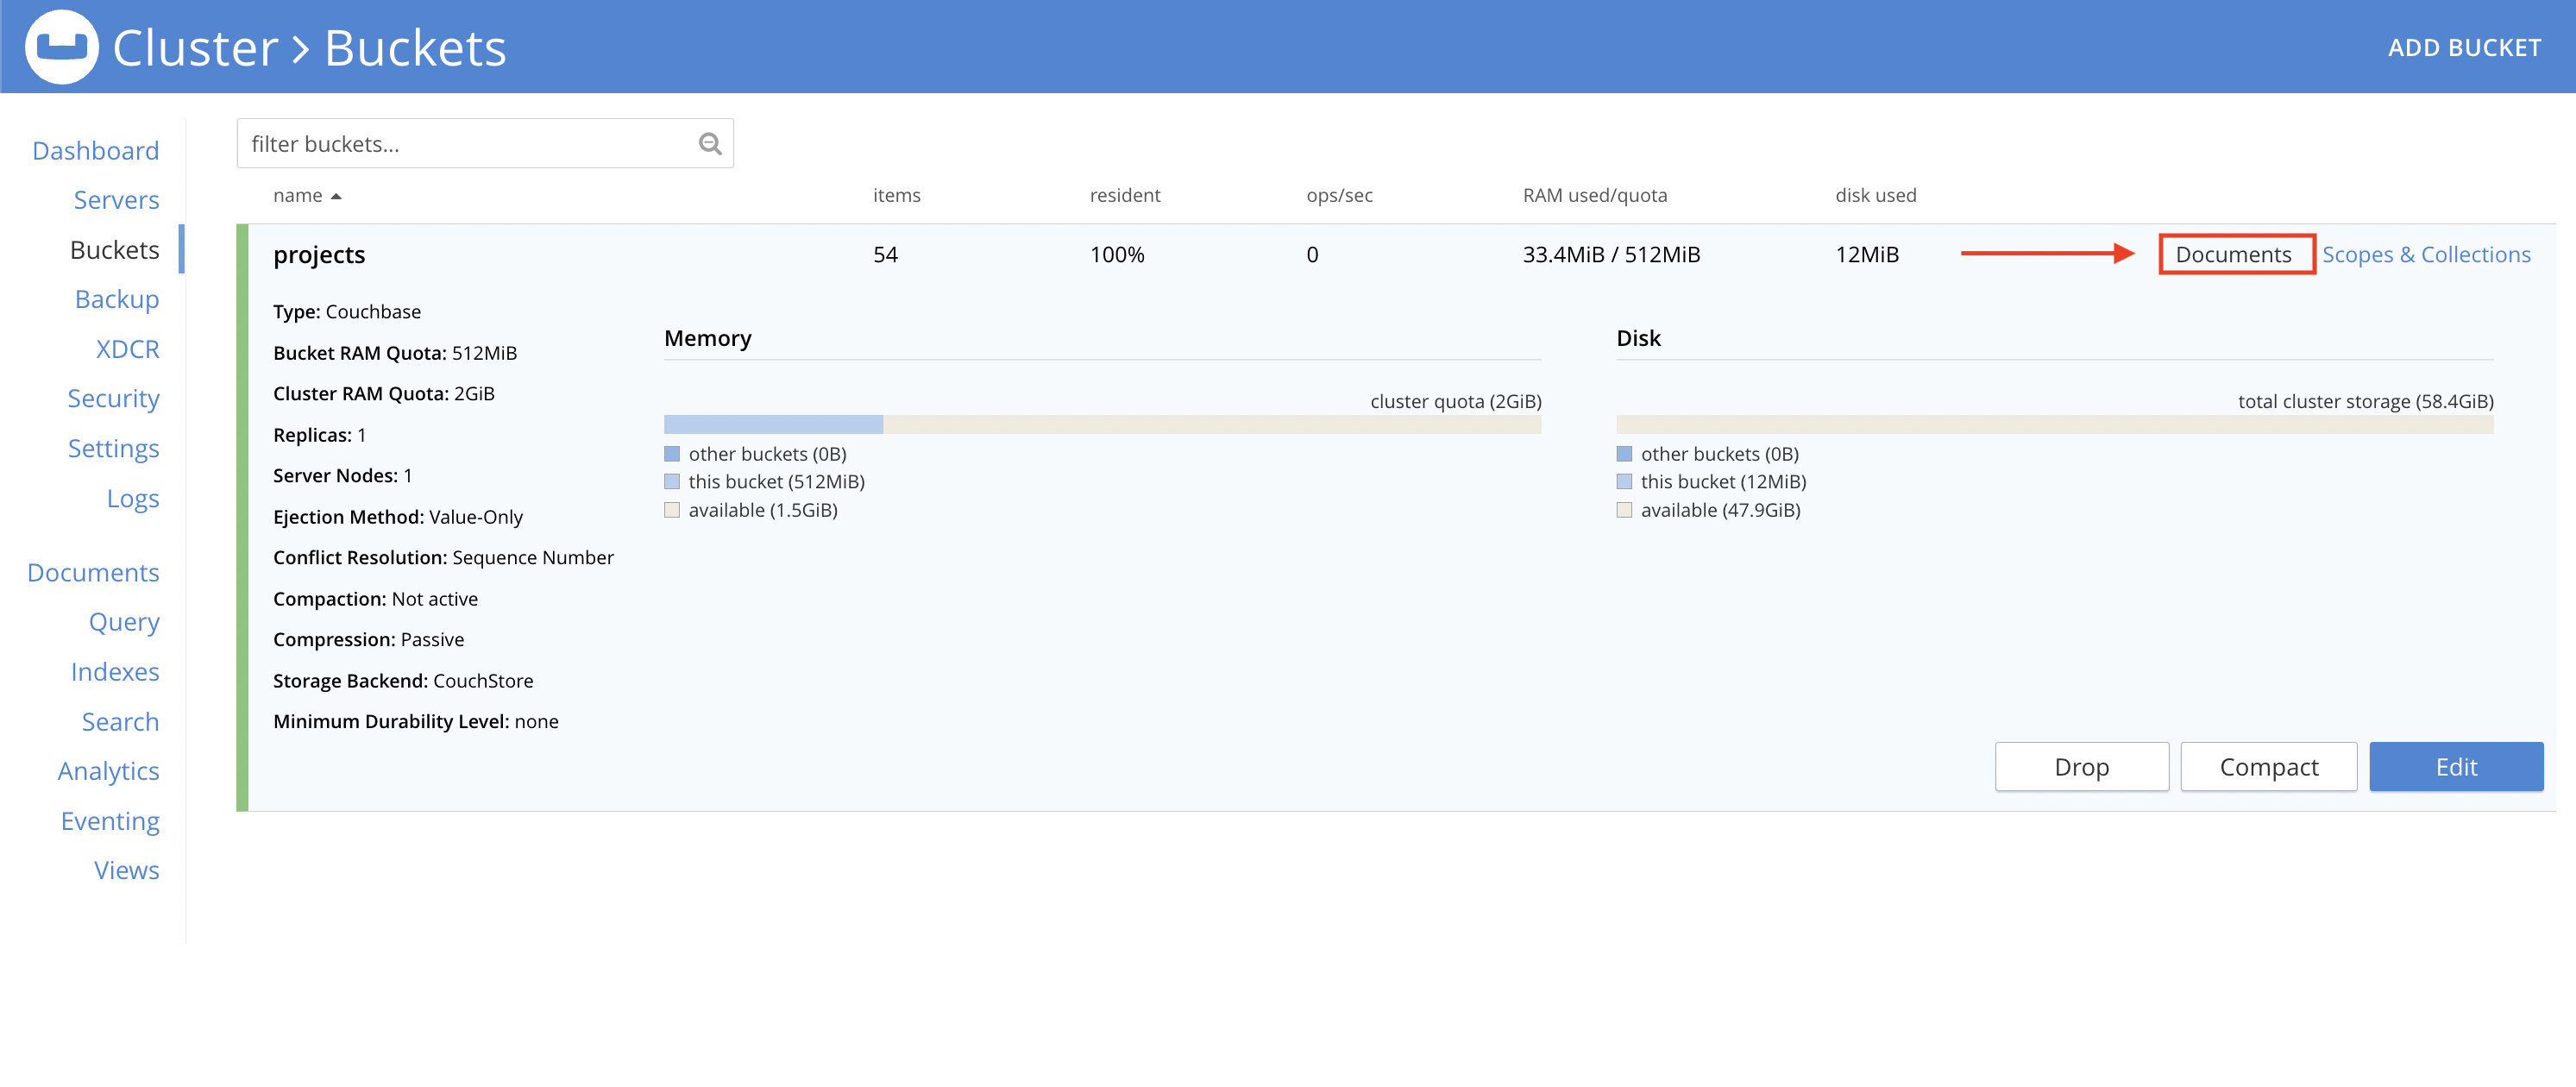 Cluster > Buckets
ADD BUCKET
Dashboard
Servers
Buckets
Backup
XDCR
Security
Settings
Logs
Documents
Query
Indexes
Search
Analytics
Eventing
Views
filter buckets...
name items resident ops/sec RAM used/quota disk used
projects 54 100% 0 33.4MiB / 512MiB 12MiB Documents Scopes & Collections
Type: Couchbase
Bucket RAM Quota: 512MiB
Cluster RAM Quota: 2GiB
Replicas: 1
Server Nodes: 1
Ejection Method: Value-Only
Conflict Resolution: Sequence Number
Compaction: Not active
Compression: Passive
Storage Backend: CouchStore
Minimum Durability Level: none
Memory
cluster quota (2GiB)
other buckets (0B)
this bucket (512MiB)
available (1.5GiB)
Disk
total cluster storage (58.4GiB)
other buckets (0B)
this bucket (12MiB)
available (47.9GiB)
Drop
Compact
Edit